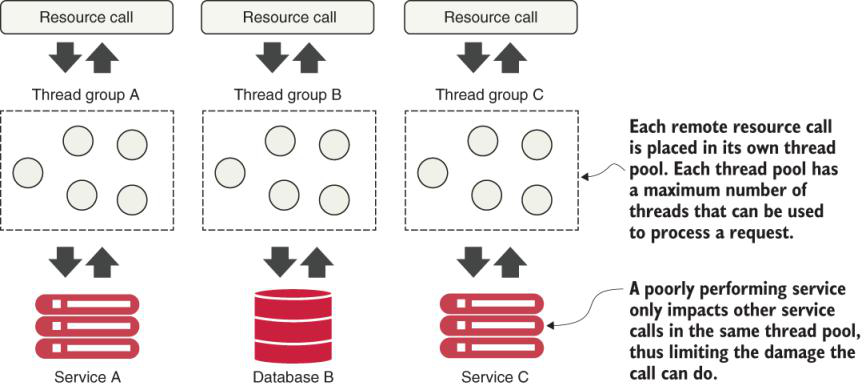 Resource call
Resource call
Resource call
Thread group A
Thread group B
Thread group C
Each remote resource call
is placed in its own thread
pool. Each thread pool has
a maximum number of
threads that can be used
to process a request.
A poorly performing service
only impacts other service
calls in the same thread pool,
thus limiting the damage the
call can do.
Service A
Database B
Service C